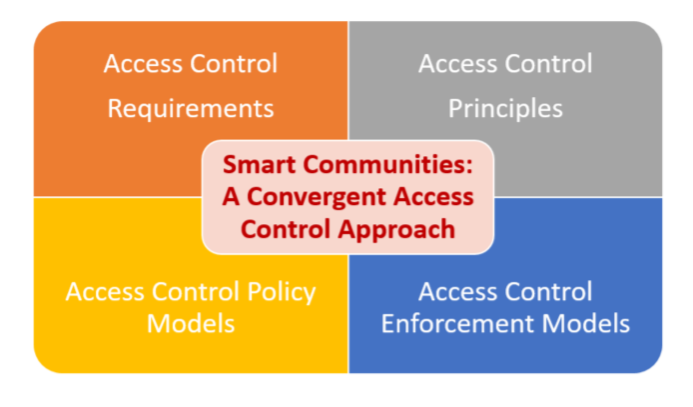 Access Control
Requirements
Access Control
Principles
Smart Communities:
A Convergent Access
Control Approach
Access Control Policy
Models
Access Control
Enforcement Models